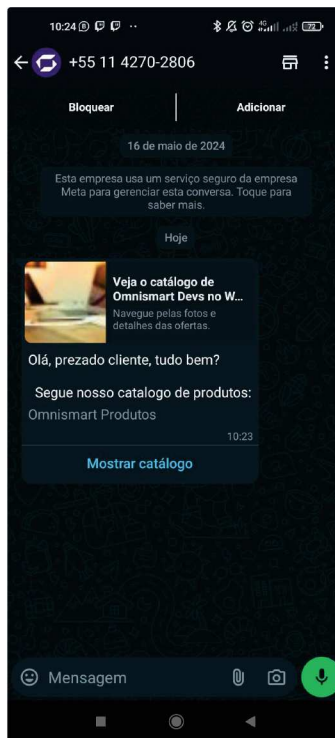 10:24
4G
72
+55 11 4270-2806
Bloquear
Adicionar
16 de maio de 2024
Esta empresa usa um serviço seguro da empresa
Meta para gerenciar esta conversa. Toque para
saber mais.
Hoje
Veja o catálogo de
Omnismart Devs no W...
Navegue pelas fotos e
detalhes das ofertas.
Olá, prezado cliente, tudo bem?
Segue nosso catalogo de produtos:
Omnismart Produtos
10:23
Mostrar catálogo
Mensagem